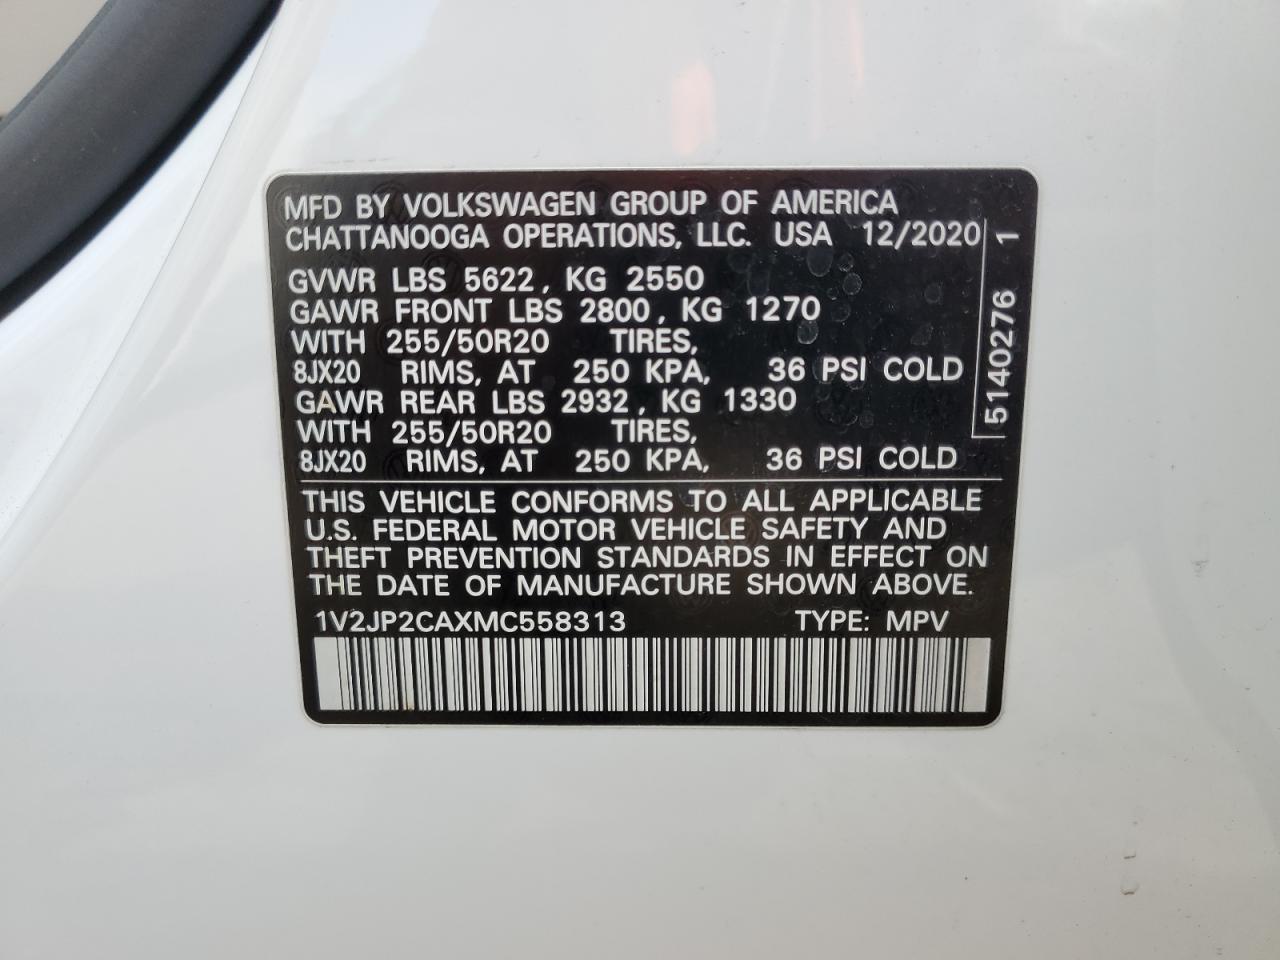 MFD BY VOLKSWAGEN GROUP OF AMERICA
CHATTANOOGA OPERATIONS, LLC. USA 12/2020
GVWR LBS 5622, KG 2550
GAWR FRONT LBS 2800, KG 1270
WITH 255/50R20 TIRES,
8JX20 RIMS, AT 250 KPA, 36 PSI COLD
GAWR REAR LBS 2932, KG 1330
WITH 255/50R20 TIRES,
8JX20 RIMS, AT 250 KPA, 36 PSI COLD
THIS VEHICLE CONFORMS TO ALL APPLICABLE
U.S. FEDERAL MOTOR VEHICLE SAFETY AND
THEFT PREVENTION STANDARDS IN EFFECT ON
THE DATE OF MANUFACTURE SHOWN ABOVE.
1V2JP2CAXMC558313 TYPE: MPV
5140276 1